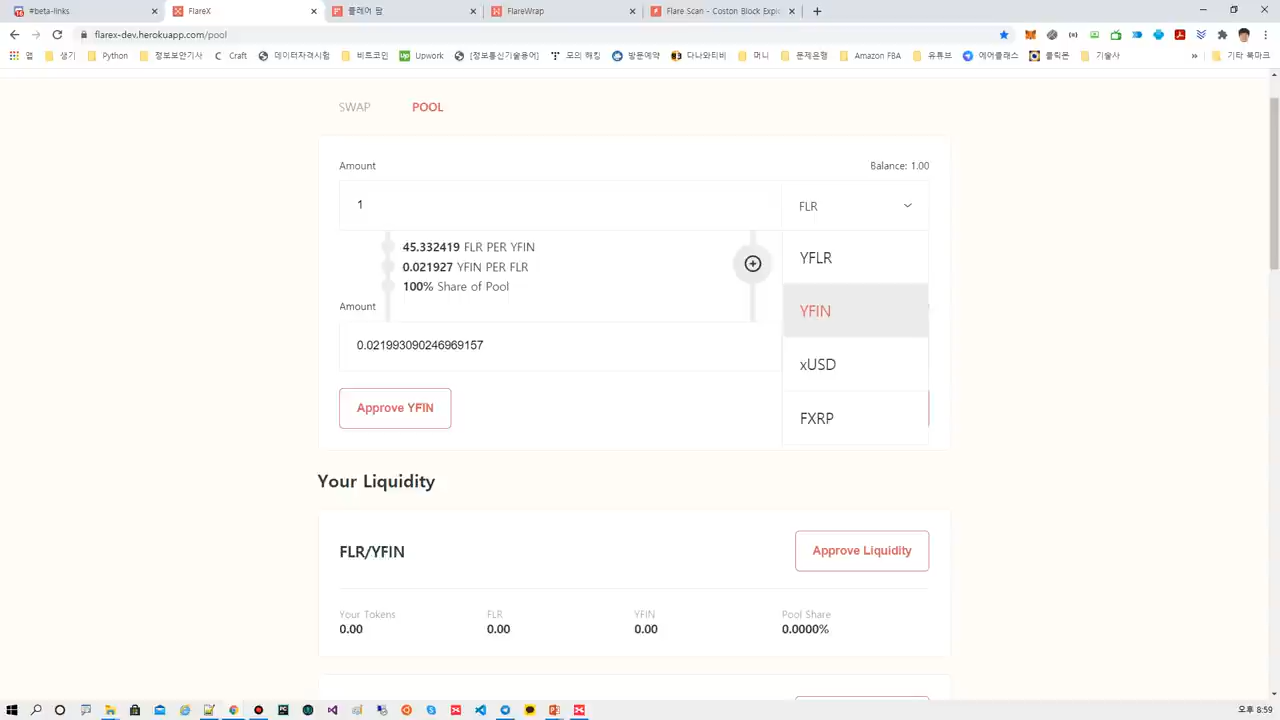 #beta-links
FlareX
플레어 팜
FlareWrap
Flare Scan - Coston Block Explo
flarex-dev.herokuapp.com/pool
앱
생기
Python
정보보안기사
Craft
데이터자격시험
비트코인
Upwork
[정보통신기술용어]
모의 해킹
방문예약
다나와티비
머니
문제은행
Amazon FBA
유튜브
에어클래스
클릭몬
기술사
»
기타 북마크
SWAP
POOL
Amount
Balance: 1.00
1
FLR
45.332419 FLR PER YFIN
0.021927 YFIN PER FLR
100% Share of Pool
YFLR
YFIN
xUSD
FXRP
Amount
0.021993090246969157
Approve YFIN
Your Liquidity
FLR/YFIN
Approve Liquidity
Your Tokens
FLR
YFIN
Pool Share
0.00
0.00
0.00
0.0000%
오후 8:59